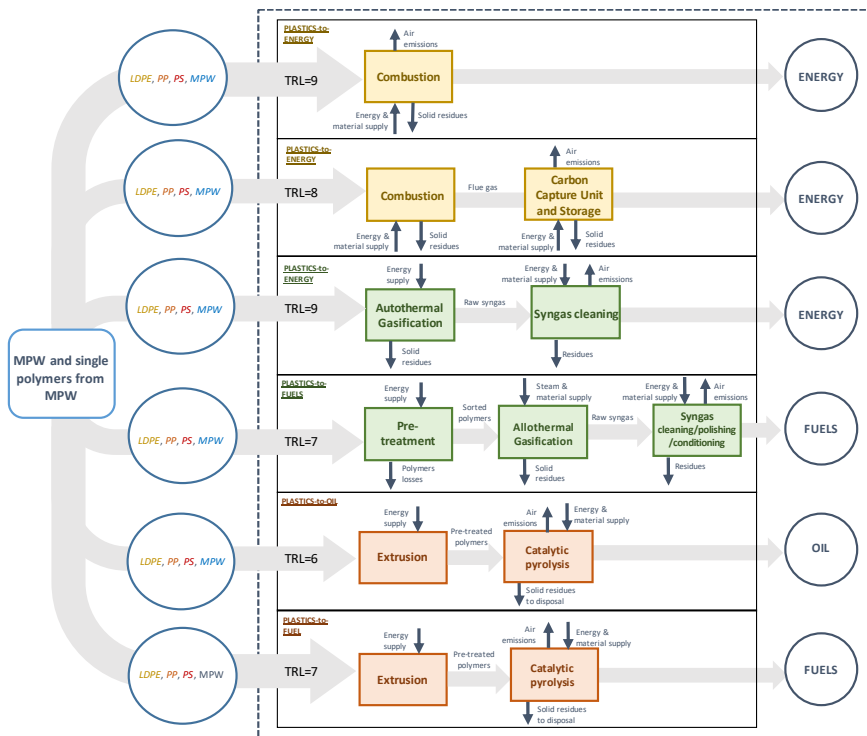 MPW and single
polymers from
MPW
LDPE, PP, PS, MPW
TRL=9
PLASTICS-to-
ENERGY
Air
emissions
Combustion
Energy &
material supply
Solid residues
ENERGY
LDPE, PP, PS, MPW
TRL=8
PLASTICS-to-
ENERGY
Combustion
Energy &
material supply
Solid
residues
Flue gas
Air
emissions
Carbon
Capture Unit
and Storage
Energy &
material supply
Solid
residues
ENERGY
LDPE, PP, PS, MPW
TRL=9
PLASTICS-to-
ENERGY
Energy
supply
Autothermal
Gasification
Solid
residues
Raw syngas
Energy &
material supply
Air
emissions
Syngas cleaning
Residues
ENERGY
LDPE, PP, PS, MPW
TRL=7
PLASTICS-to-
FUELS
Energy
supply
Pre-
treatment
Polymers
losses
Sorted
polymers
Steam &
material supply
Allothermal
Gasification
Solid
residues
Raw syngas
Energy &
material supply
Air
emissions
Syngas
cleaning/polishing
/conditioning
Residues
FUELS
LDPE, PP, PS, MPW
TRL=6
PLASTICS-to-OIL
Energy
supply
Extrusion
Pre-treated
polymers
Air
emissions
Energy &
material supply
Catalytic
pyrolysis
Solid residues
to disposal
OIL
LDPE, PP, PS, MPW
TRL=7
PLASTICS-to-
FUEL
Energy
supply
Extrusion
Pre-treated
polymers
Air
emissions
Energy &
material supply
Catalytic
pyrolysis
Solid residues
to disposal
FUELS